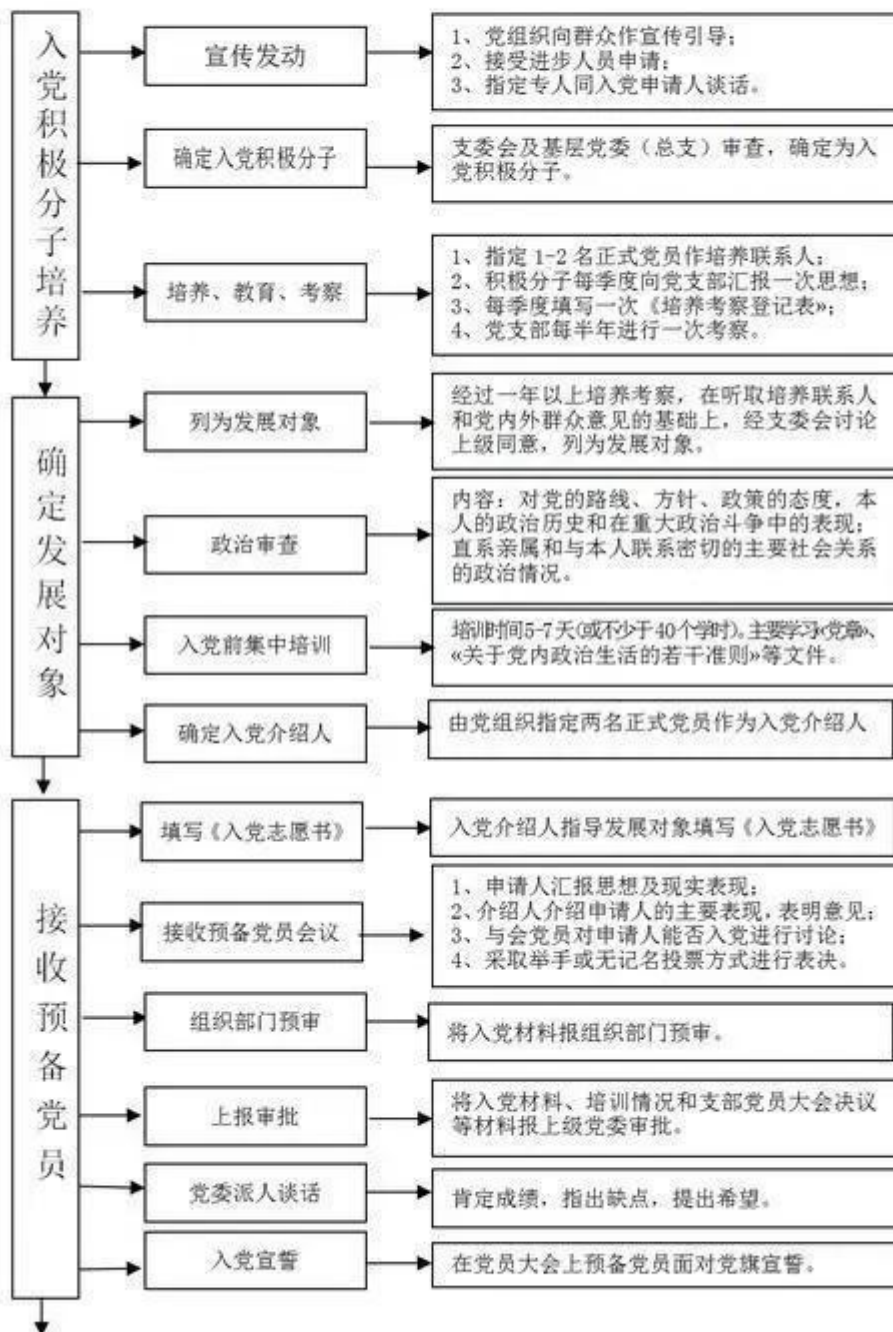 入党积极分子培养
宣传发动
1、党组织向群众作宣传引导;
2、接受进步人员申请;
3、指定专人同入党申请人谈话。
确定入党积极分子
支委会及基层党委（总支）审查，确定为入
党积极分子。
培养、教育、考察
1、指定 1-2 名正式党员作培养联系人;
2、积极分子每季度向党支部汇报一次思想;
3、每季度填写一次《培养考察登记表»;
4、党支部每半年进行一次考察。
确定发展对象
列为发展对象
经过一年以上培养考察，在听取培养联系人
和党内外群众意见的基础上，经支委会讨论
上级同意，列为发展对象。
政治审查
内容：对党的路线、方针、政策的态度，本
人的政治历史和在重大政治斗争中的表现;
直系亲属和与本人联系密切的主要社会关系
的政治情况。
入党前集中培训
培训时间5-7天(或不少于40个学时)。主要学习«党章»、
«关于党内政治生活的若干准则»等文件。
确定入党介绍人
由党组织指定两名正式党员作为入党介绍人
接收预备党员
填写《入党志愿书》
入党介绍人指导发展对象填写《入党志愿书》
接收预备党员会议
1、申请人汇报思想及现实表现;
2、介绍人介绍申请人的主要表现，表明意见;
3、与会党员对申请人能否入党进行讨论;
4、采取举手或无记名投票方式进行表决。
组织部门预审
将入党材料报组织部门预审。
上报审批
将入党材料、培训情况和支部党员大会决议
等材料报上级党委审批。
党委派人谈话
肯定成绩，指出缺点，提出希望。
入党宣誓
在党员大会上预备党员面对党旗宣誓。